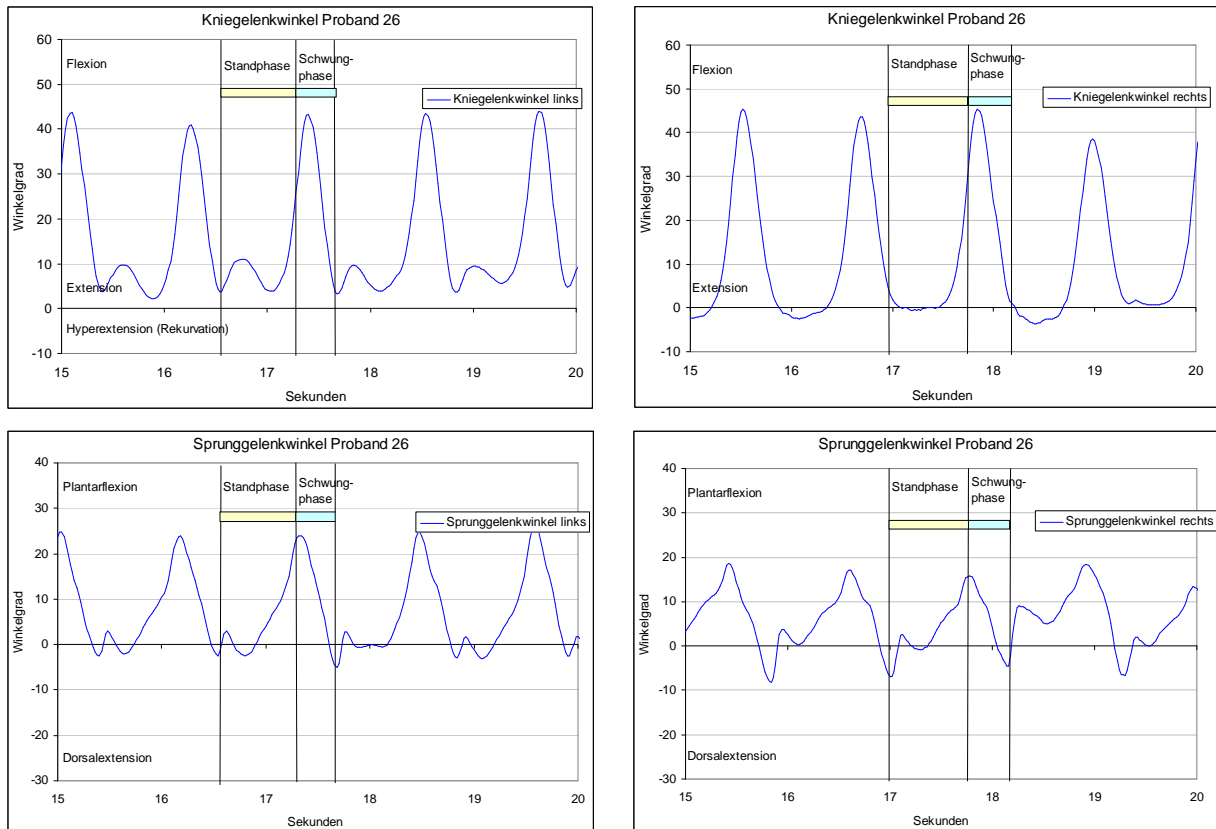 Kniegelenkwinkel Proband 26
60
50
40
30
20
10
0
-10
Winkelgrad
Flexion
Standphase
Schwung-
phase
Kniegelenkwinkel links
Extension
Hyperextension (Rekurvation)
15 16 17 18 19 20
Sekunden
Kniegelenkwinkel Proband 26
60
50
40
30
20
10
0
-10
Winkelgrad
Flexion
Standphase
Schwung-
phase
Kniegelenkwinkel rechts
Extension
15 16 17 18 19 20
Sekunden
Sprunggelenkwinkel Proband 26
40
30
20
10
0
-10
-20
-30
Winkelgrad
Plantarflexion
Standphase
Schwung-
phase
Sprunggelenkwinkel links
Dorsalextension
15 16 17 18 19 20
Sekunden
Sprunggelenkwinkel Proband 26
40
30
20
10
0
-10
-20
-30
Winkelgrad
Plantarflexion
Standphase
Schwung-
phase
Sprunggelenkwinkel rechts
Dorsalextension
15 16 17 18 19 20
Sekunden